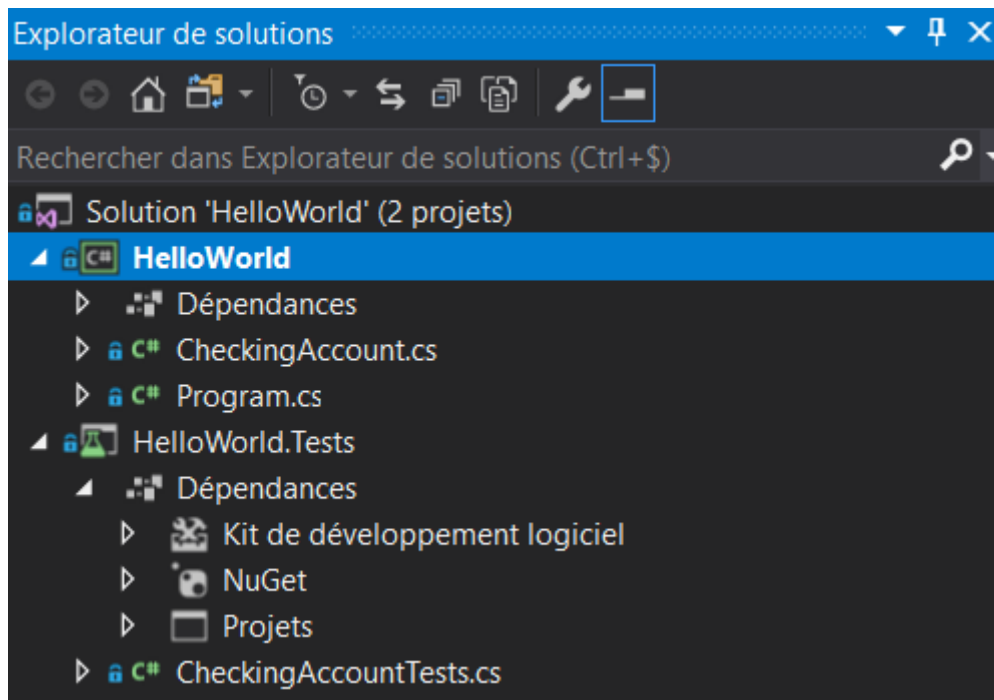 Explorateur de solutions
Rechercher dans Explorateur de solutions (Ctrl+$)
Solution 'HelloWorld' (2 projets)
C# HelloWorld
Dépendances
C# CheckingAccount.cs
C# Program.cs
HelloWorld.Tests
Dépendances
Kit de développement logiciel
NuGet
Projets
C# CheckingAccountTests.cs